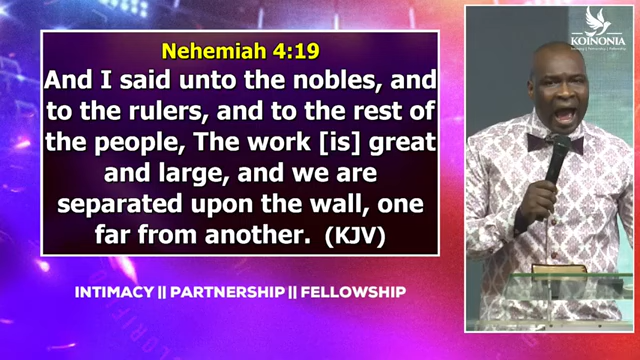 Nehemiah 4:19
And I said unto the nobles, and
to the rulers, and to the rest of
the people, The work [is] great
and large, and we are
separated upon the wall, one
far from another. (KJV)
INTIMACY || PARTNERSHIP || FELLOWSHIP
KOINONIA